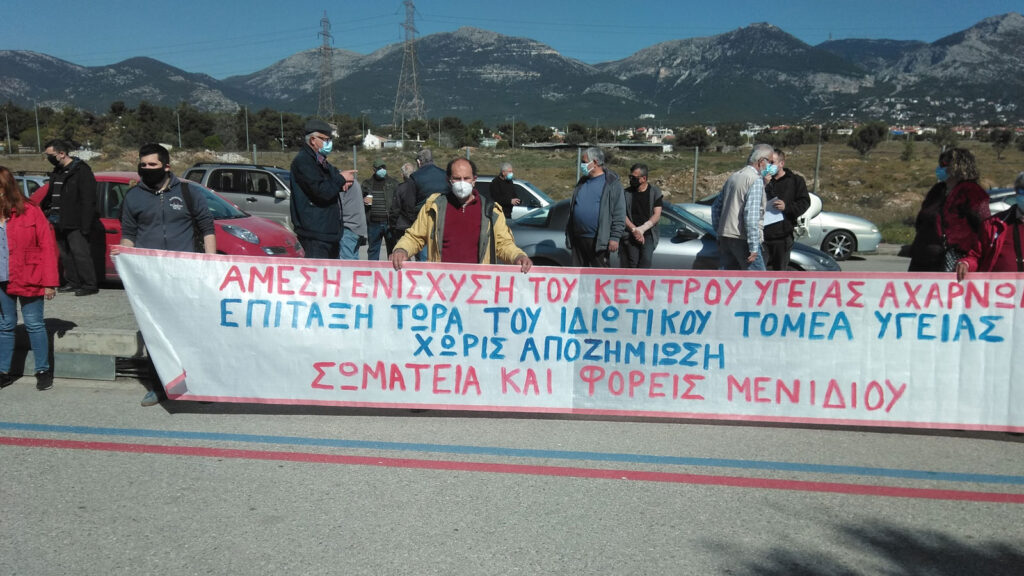 ΑΜΕΣΗ ΕΝΙΣΧΥΣΗ ΤΟΥ ΚΕΝΤΡΟΥ ΥΓΕΙΑΣ ΑΧΑΡΝΩΝ
ΕΠΙΤΑΞΗ ΤΩΡΑ ΤΟΥ ΙΔΙΩΤΙΚΟΥ ΤΟΜΕΑ ΥΓΕΙΑΣ
ΧΩΡΙΣ ΑΠΟΖΗΜΙΩΣΗ
ΣΩΜΑΤΕΙΑ ΚΑΙ ΦΟΡΕΙΣ ΜΕΝΙΔΙΟΥ